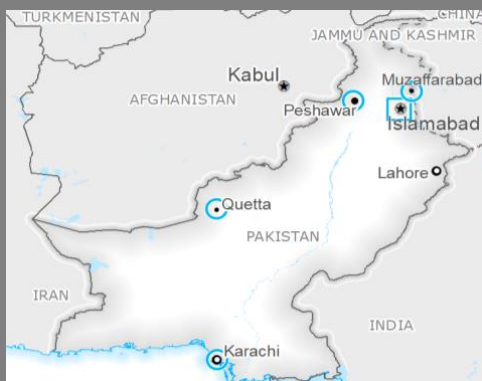 TURKMENISTAN
CHINA
JAMMU AND KASHMIR
Kabul
Muzaffarabad
AFGHANISTAN
Peshawar
Islamabad
Lahore
Quetta
PAKISTAN
IRAN
INDIA
Karachi